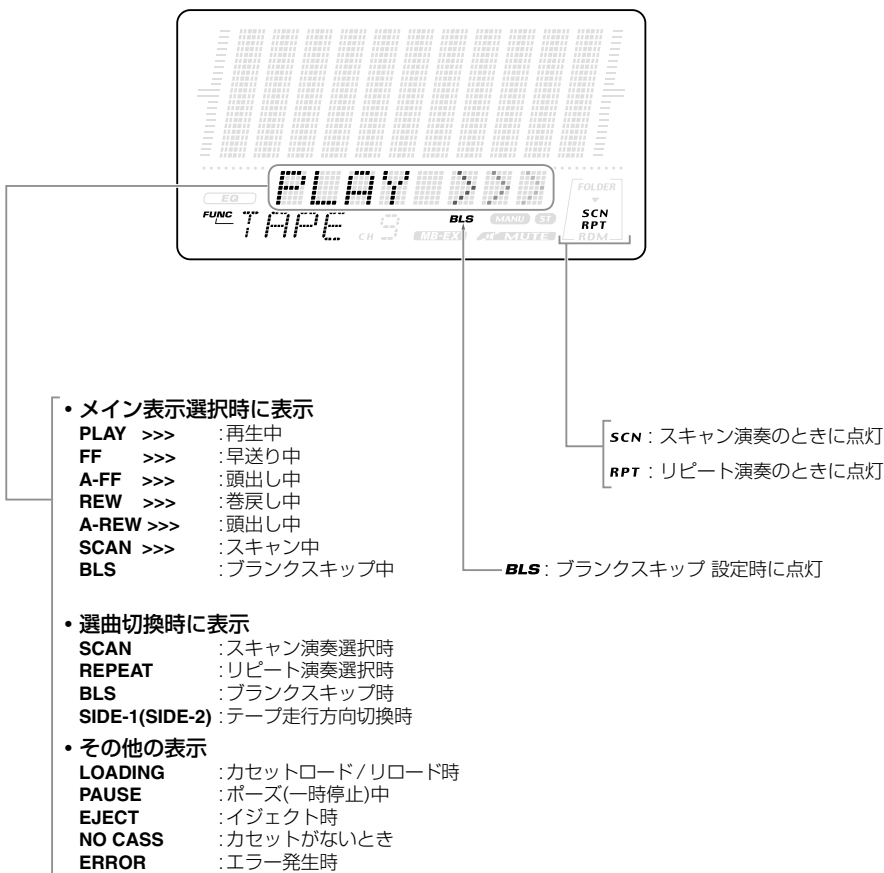 PLAY >>>
FOLDER
EQ
FUNC TAPE CH 9 BLS MANU ST SCN
MB-EX MUTE RPT
RDM
• メイン表示選択時に表示
PLAY >>> :再生中
FF >>> :早送り中
A-FF >>> :頭出し中
REW >>> :巻戻し中
A-REW >>> :頭出し中
SCAN >>> :スキャン中
BLS :ブランクスキップ中
SCN : スキャン演奏のときに点灯
RPT : リピート演奏のときに点灯
BLS : ブランクスキップ 設定時に点灯
• 選曲切換時に表示
SCAN :スキャン演奏選択時
REPEAT :リピート演奏選択時
BLS :ブランクスキップ時
SIDE-1(SIDE-2) :テープ走行方向切換時
• その他の表示
LOADING :カセットロード/リロード時
PAUSE :ポーズ(一時停止)中
EJECT :イジェクト時
NO CASS :カセットがないとき
ERROR :エラー発生時